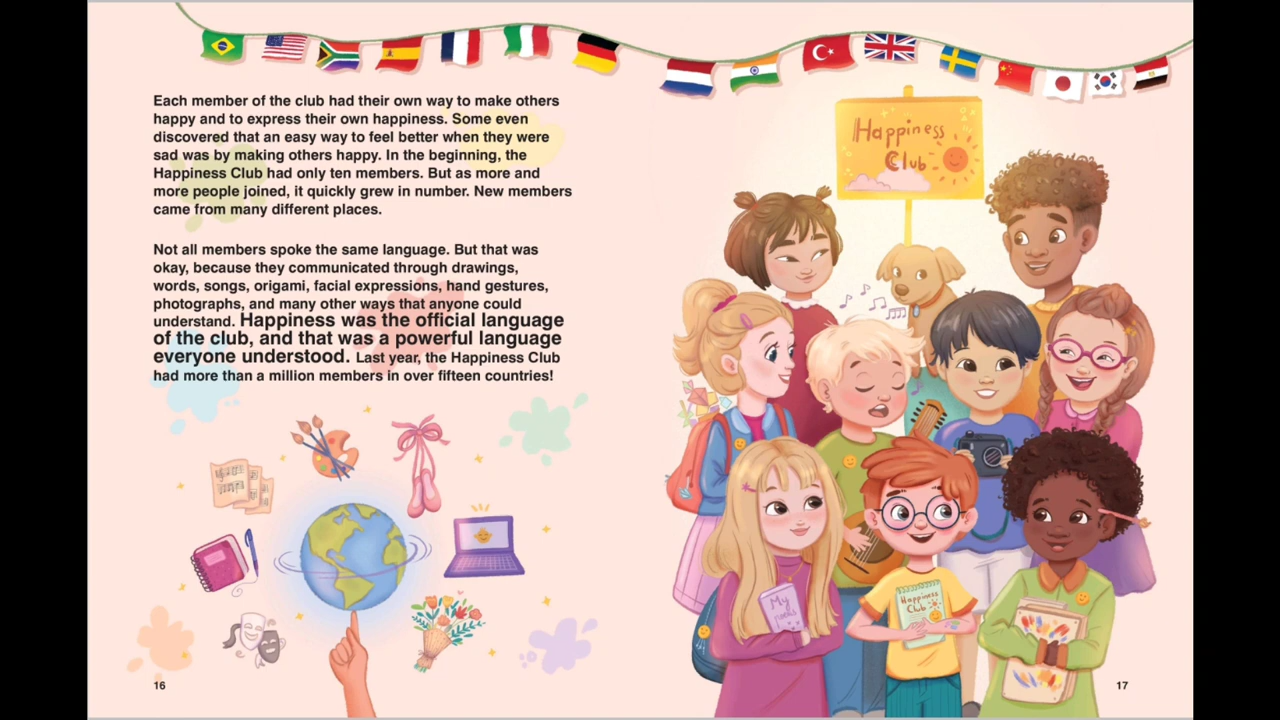 Each member of the club had their own way to make others
happy and to express their own happiness. Some even
discovered that an easy way to feel better when they were
sad was by making others happy. In the beginning, the
Happiness Club had only ten members. But as more and
more people joined, it quickly grew in number. New members
came from many different places.
Not all members spoke the same language. But that was
okay, because they communicated through drawings,
words, songs, origami, facial expressions, hand gestures,
photographs, and many other ways that anyone could
understand. Happiness was the official language
of the club, and that was a powerful language
everyone understood. Last year, the Happiness Club
had more than a million members in over fifteen countries!
16
Happiness
Club
My
Happiness
Club
17